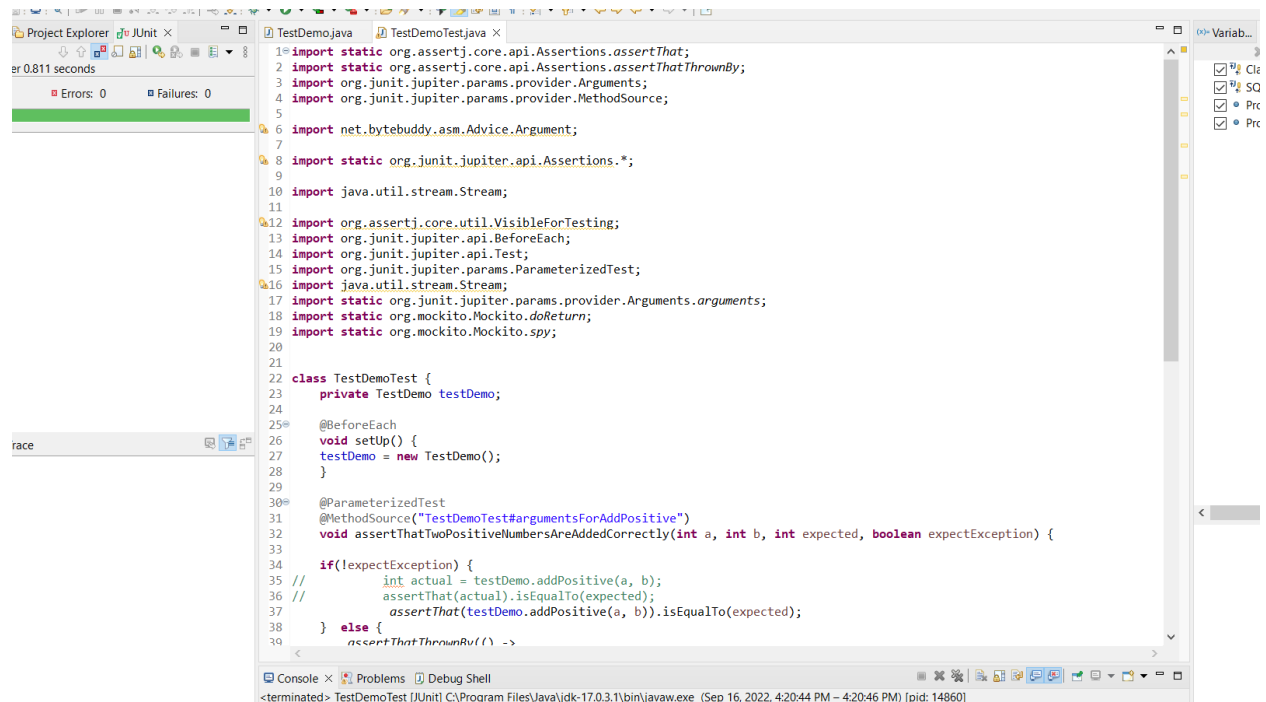 Project Explorer JUnit
er 0.811 seconds
Errors: 0 Failures: 0
race
TestDemo.java TestDemoTest.java
1 import static org.assertj.core.api.Assertions.assertThat;
2 import static org.assertj.core.api.Assertions.assertThatThrownBy;
3 import org.junit.jupiter.params.provider.Arguments;
4 import org.junit.jupiter.params.provider.MethodSource;
5
6 import net.bytebuddy.asm.Advice.Argument;
7
8 import static org.junit.jupiter.api.Assertions.*;
9
10 import java.util.stream.Stream;
11
12 import org.assertj.core.util.VisibleForTesting;
13 import org.junit.jupiter.api.BeforeEach;
14 import org.junit.jupiter.api.Test;
15 import org.junit.jupiter.params.ParameterizedTest;
16 import java.util.stream.Stream;
17 import static org.junit.jupiter.params.provider.Arguments.arguments;
18 import static org.mockito.Mockito.doReturn;
19 import static org.mockito.Mockito.spy;
20
21
22 class TestDemoTest {
23 private TestDemo testDemo;
24
25 @BeforeEach
26 void setUp() {
27 testDemo = new TestDemo();
28 }
29
30 @ParameterizedTest
31 @MethodSource("TestDemoTest#argumentsForAddPositive")
32 void assertThatTwoPositiveNumbersAreAddedCorrectly(int a, int b, int expected, boolean expectException) {
33
34 if(!expectException) {
35 // int actual = testDemo.addPositive(a, b);
36 // assertThat(actual).isEqualTo(expected);
37 assertThat(testDemo.addPositive(a, b)).isEqualTo(expected);
38 } else {
39 assertThatThrownBy(() ->
Console Problems Debug Shell
<terminated> TestDemoTest [JUnit] C:\Program Files\Java\jdk-17.0.3.1\bin\javaw.exe (Sep 16, 2022, 4:20:44 PM – 4:20:46 PM) [pid: 14860]
(x)= Variab...
Cla
SQ
Pro
Pro